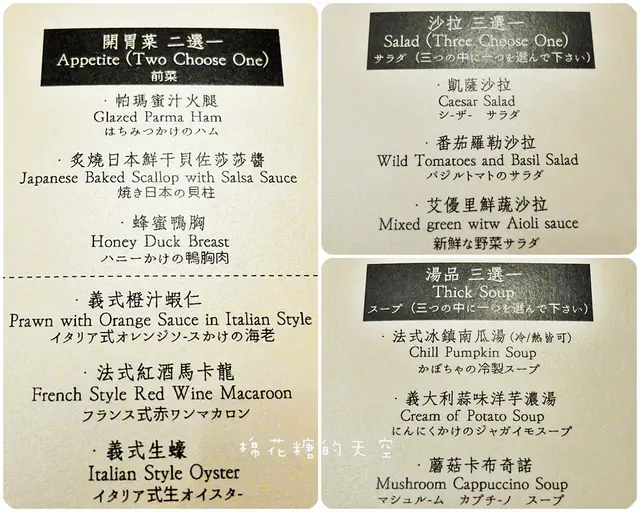 開胃菜 二選一
Appetite (Two Choose One)
前菜
· 帕瑪蜜汁火腿
Glazed Parma Ham
はちみつかけのハム
· 炙燒日本鮮干貝佐莎莎醬
Japanese Baked Scallop with Salsa Sauce
焼き日本の貝柱
· 蜂蜜鴨胸
Honey Duck Breast
ハニーかけの鴨胸肉
· 義式橙汁蝦仁
Prawn with Orange Sauce in Italian Style
イタリア式オレンジソ-スかけの海老
· 法式紅酒馬卡龍
French Style Red Wine Macaroon
フランス式赤ワンマカロン
· 義式生蠔
Italian Style Oyster
イタリア式生オイスタ-
沙拉 三選一
Salad (Three Choose One)
サラダ (三つの中に一つを選んで下さい)
· 凱薩沙拉
Caesar Salad
シ-ザ- サラダ
· 番茄羅勒沙拉
Wild Tomatoes and Basil Salad
バジルトマトのサラダ
· 艾優里鮮蔬沙拉
Mixed green witw Aioli sauce
新鮮な野菜サラダ
湯品 三選一
Thick Soup
スープ (三つの中に一つを選んで下さい)
· 法式冰鎮南瓜湯 (冷/熱皆可)
Chill Pumpkin Soup
かぼちゃの冷製スープ
· 義大利蒜味洋芋濃湯
Cream of Potato Soup
にんにくかけのジャガイモスープ
· 蘑菇卡布奇諾
Mushroom Cappuccino Soup
マシュル-ム カプチ-ノ スープ
棉花糖的天空